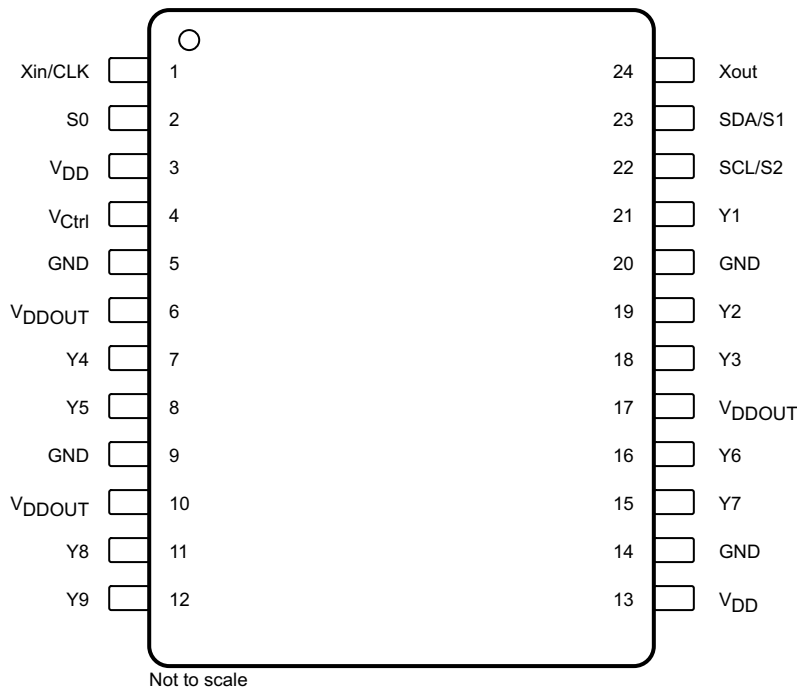 Xin/CLK 1 24 Xout
S0 2 23 SDA/S1
VDD 3 22 SCL/S2
VCtrl 4 21 Y1
GND 5 20 GND
VDDOUT 6 19 Y2
Y4 7 18 Y3
Y5 8 17 VDDOUT
GND 9 16 Y6
VDDOUT 10 15 Y7
Y8 11 14 GND
Y9 12 13 VDD
Not to scale